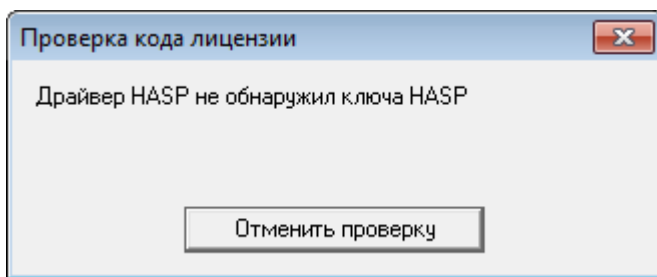 Проверка кода лицензии
Драйвер HASP не обнаружил ключа HASP
Отменить проверку